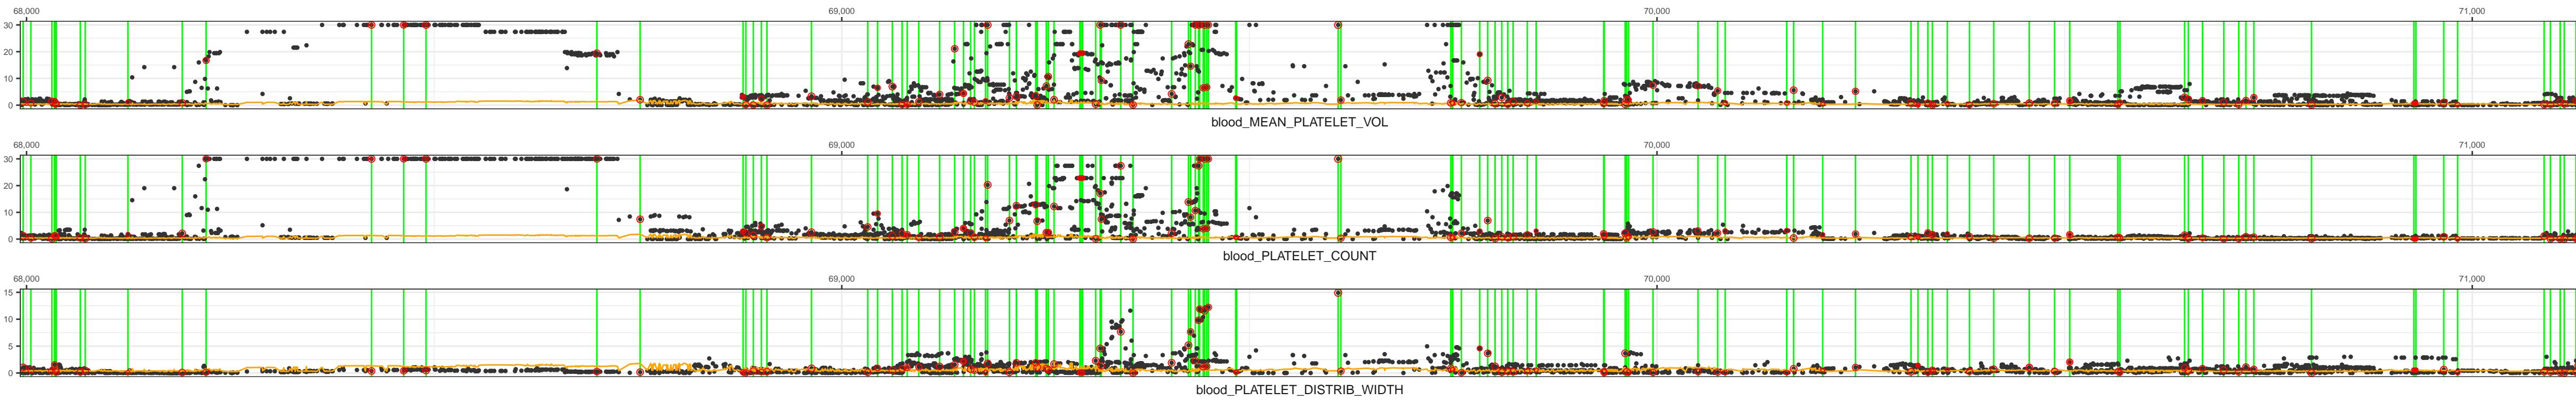 68,000 69,000 70,000 71,000
30
20
10
0
blood_MEAN_PLATELET_VOL
68,000 69,000 70,000 71,000
30
20
10
0
blood_PLATELET_COUNT
68,000 69,000 70,000 71,000
15
10
5
0
blood_PLATELET_DISTRIB_WIDTH